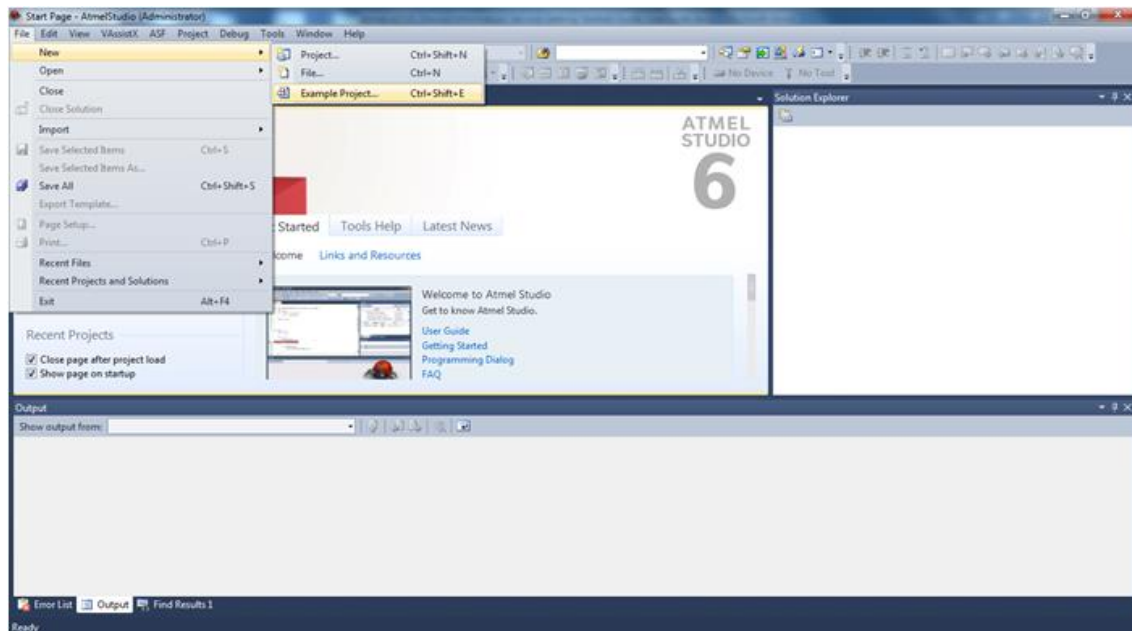 Start Page - AtmelStudio (Administrator)
File Edit View VAssistX ASF Project Debug Tools Window Help
New
Open
Close
Close Solution
Import
Save Selected Items Ctrl+S
Save Selected Items As...
Save All Ctrl+Shift+S
Export Template...
Page Setup...
Print... Ctrl+P
Recent Files
Recent Projects and Solutions
Exit Alt+F4
Project... Ctrl+Shift+N
File... Ctrl+N
Example Project... Ctrl+Shift+E
No Device No Tool
Solution Explorer
ATMEL
STUDIO
6
Started Tools Help Latest News
come Links and Resources
Welcome to Atmel Studio
Get to know Atmel Studio.
User Guide
Getting Started
Programming Dialog
FAQ
Recent Projects
Close page after project load
Show page on startup
Output
Show output from:
Error List Output Find Results 1
Ready